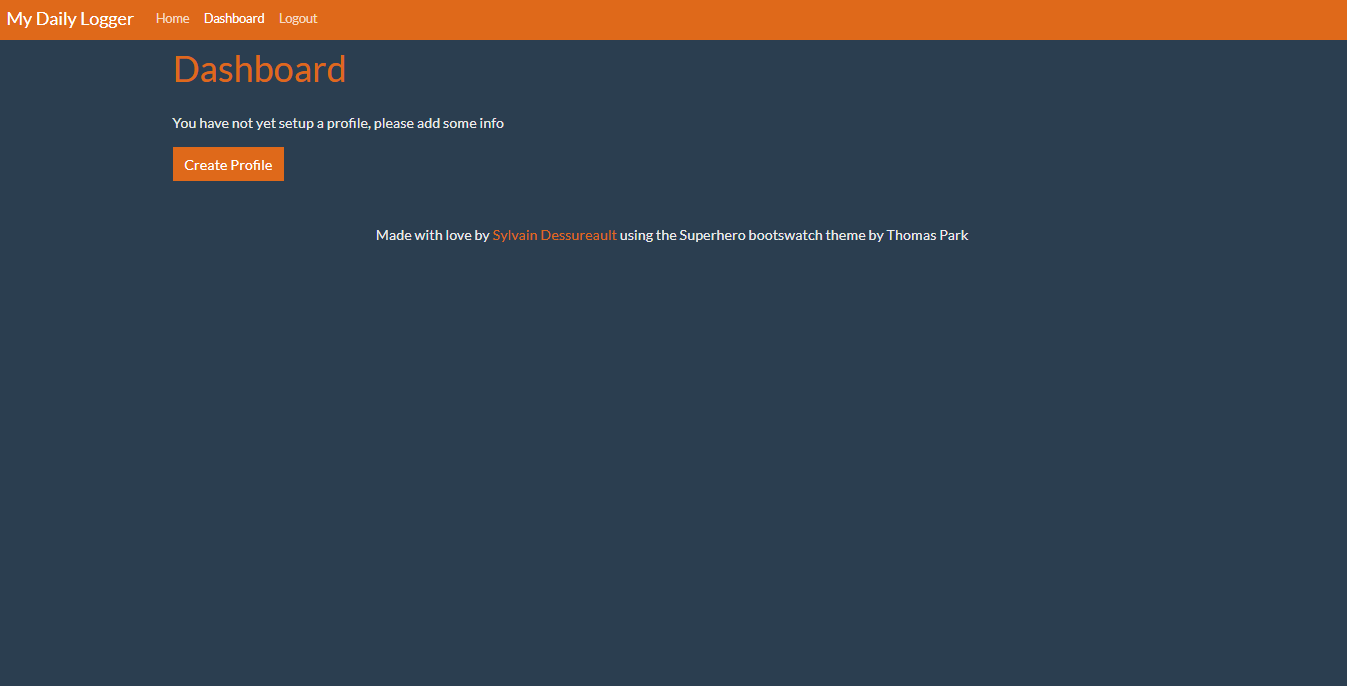 My Daily Logger Home Dashboard Logout
Dashboard
You have not yet setup a profile, please add some info
Create Profile
Made with love by Sylvain Dessureault using the Superhero bootswatch theme by Thomas Park